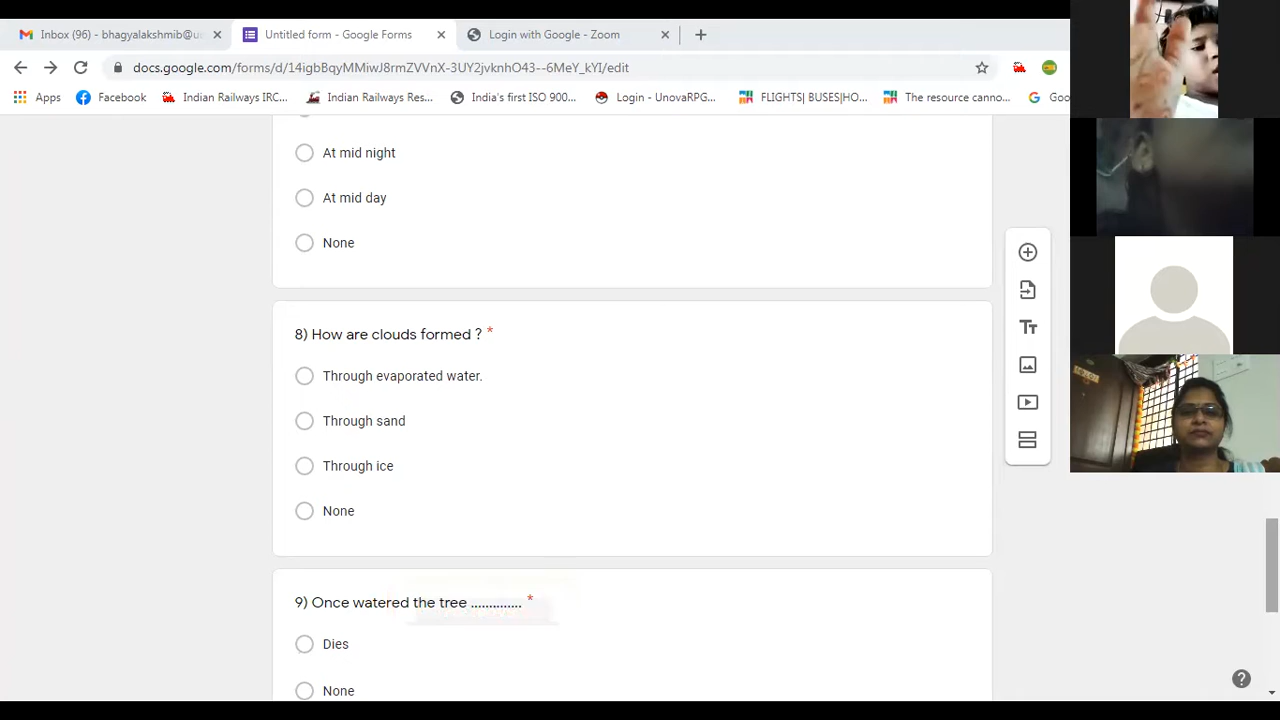 Inbox (96) - bhagyalakshmib@u
Untitled form - Google Forms
Login with Google - Zoom
docs.google.com/forms/d/14igbBqyMMiwJ8rmZVVnX-3UY2jvknhO43--6MeY_kYI/edit
Apps
Facebook
Indian Railways IRC...
Indian Railways Res...
India's first ISO 900...
Login - UnovaRPG...
FLIGHTS| BUSES|HO...
The resource canno...
Goo
At mid night
At mid day
None
8) How are clouds formed ? *
Through evaporated water.
Through sand
Through ice
None
9) Once watered the tree .............. *
Dies
None